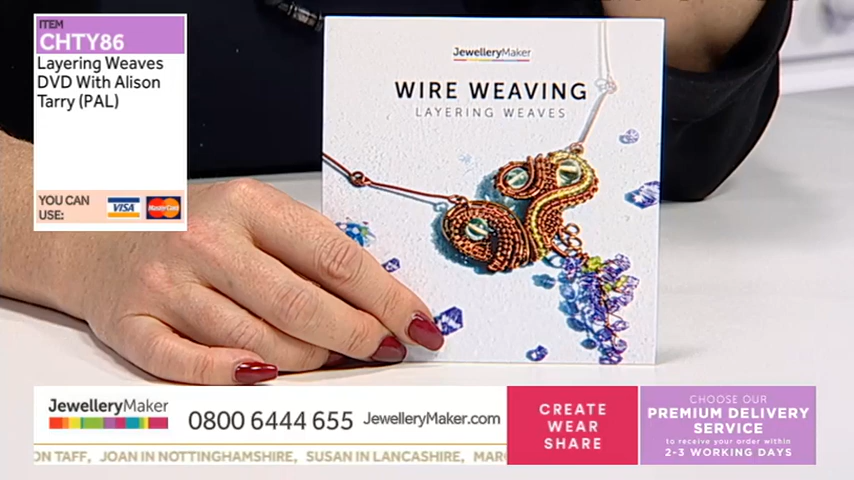 ITEM
CHTY86
Layering Weaves
DVD With Alison
Tarry (PAL)
YOU CAN
USE:
VISA
MasterCard
JewelleryMaker
WIRE WEAVING
LAYERING WEAVES
JewelleryMaker
0800 6444 655
JewelleryMaker.com
CREATE
WEAR
SHARE
CHOOSE OUR
PREMIUM DELIVERY
SERVICE
to receive your order within
2-3 WORKING DAYS
ON TAFF, JOAN IN NOTTINGHAMSHIRE, SUSAN IN LANCASHIRE,